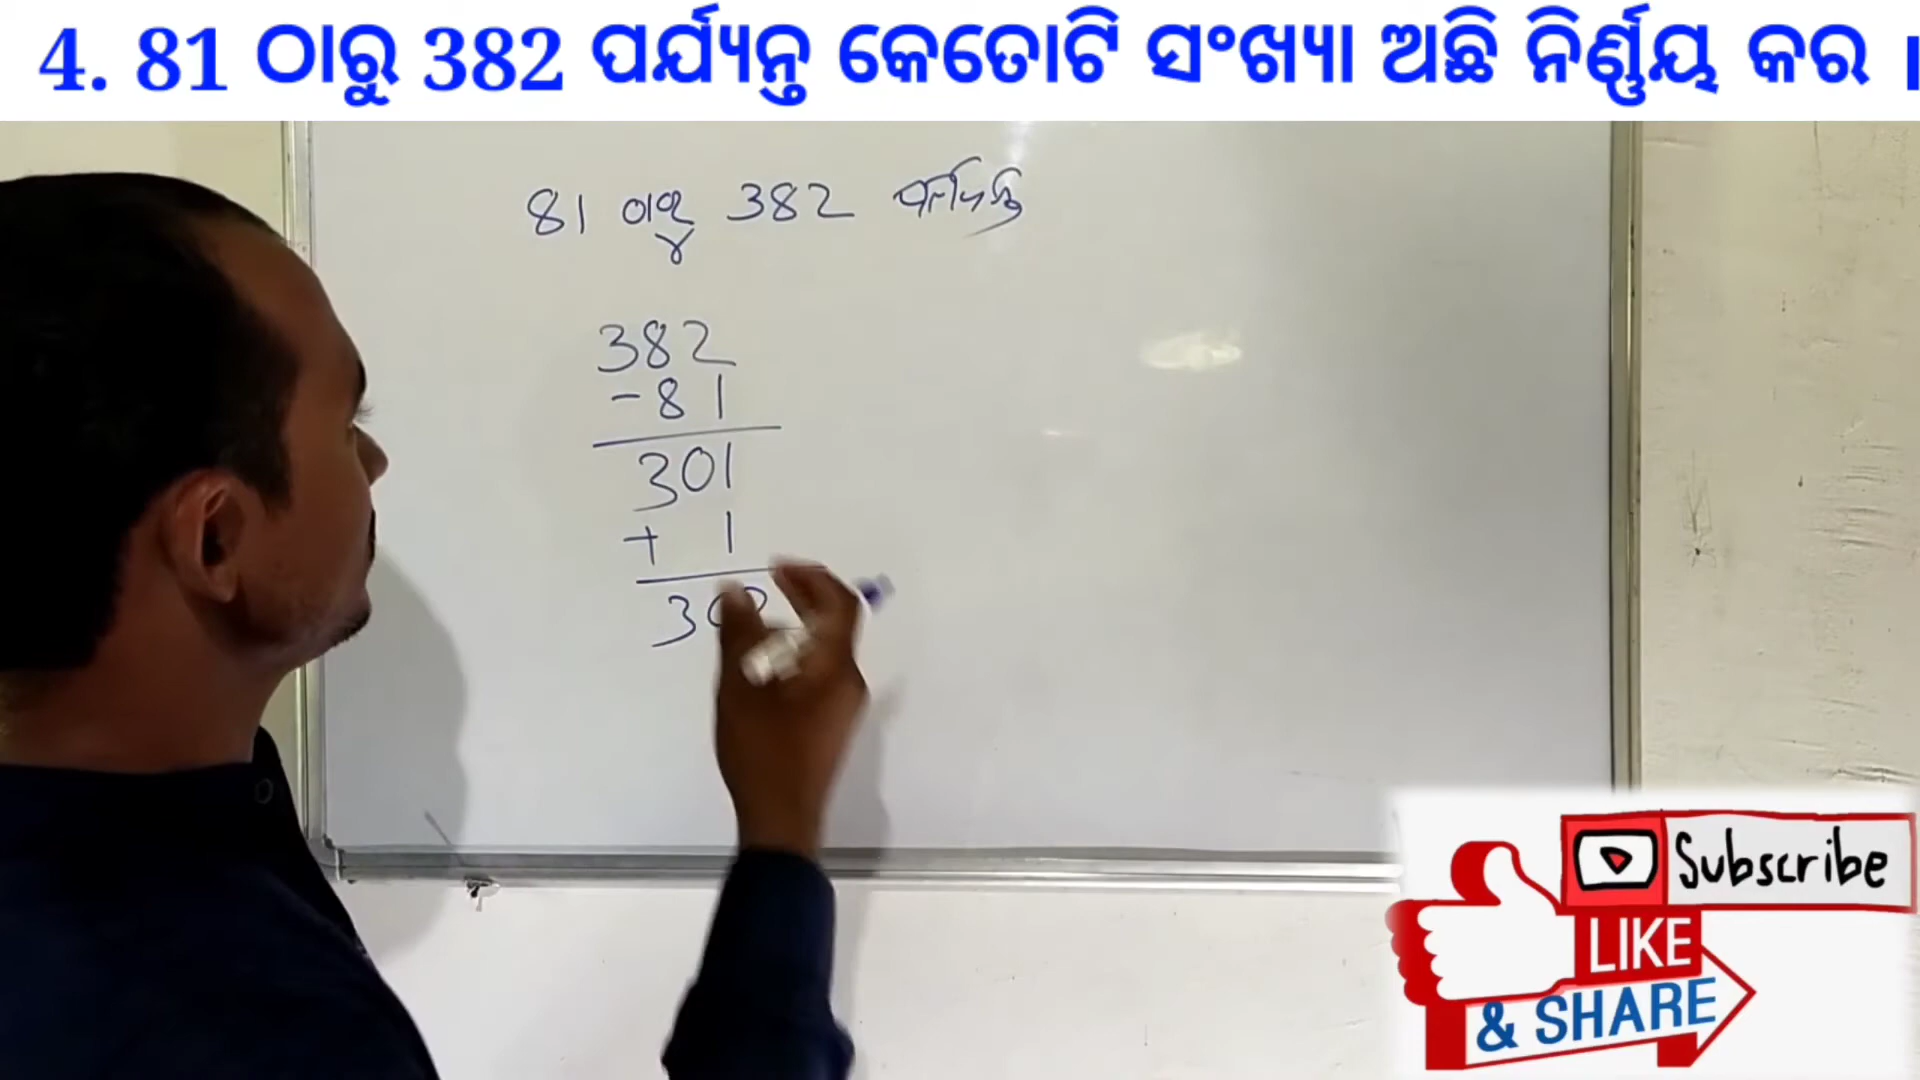 4. 81 ଠାରୁ 382 ପର୍ଯ୍ୟନ୍ତ କେତୋଟି ସଂଖ୍ୟା ଅଛି ନିର୍ଣ୍ଣୟ କର ।
81 ଠାରୁ 382 ପର୍ଯ୍ୟନ୍ତ
382
- 81
301
+ 1
302
Subscribe
LIKE
& SHARE